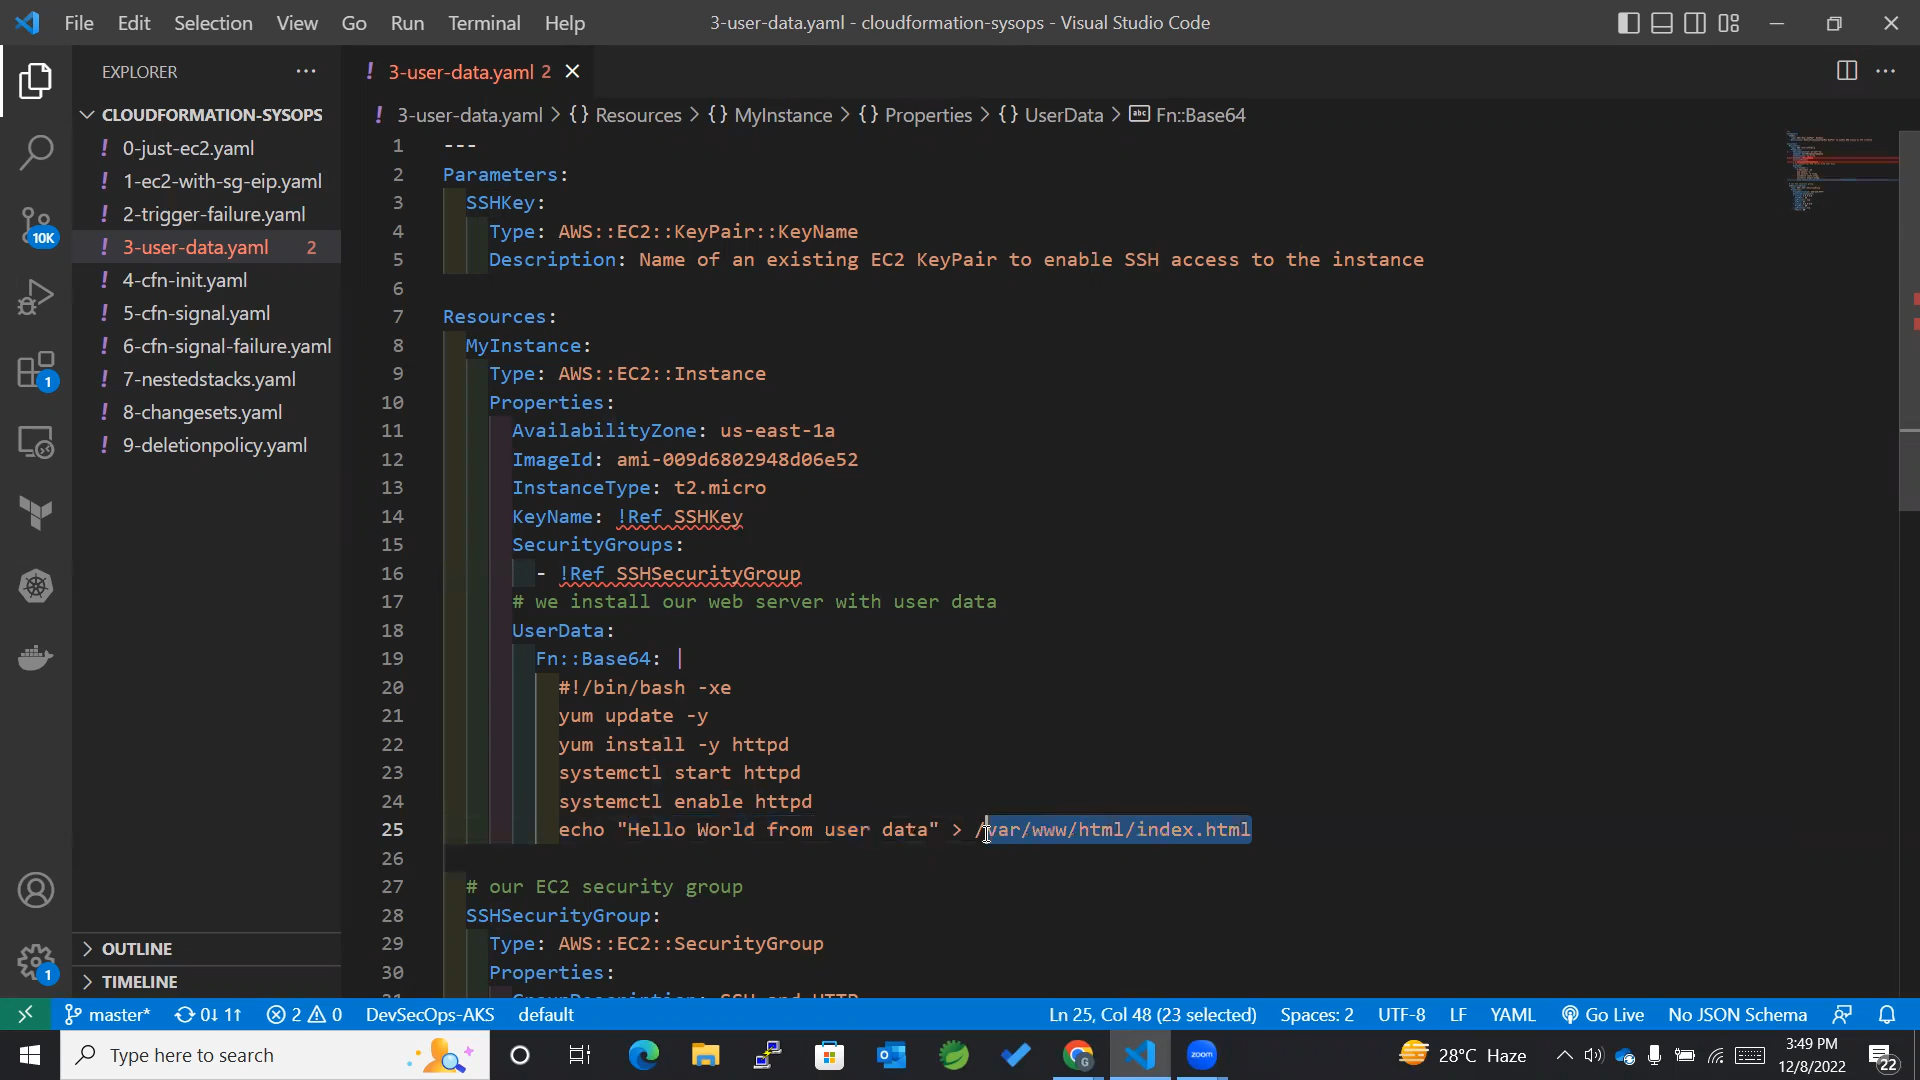 File Edit Selection View Go Run Terminal Help
3-user-data.yaml - cloudformation-sysops - Visual Studio Code
EXPLORER
CLOUDFORMATION-SYSOPS
! 0-just-ec2.yaml
! 1-ec2-with-sg-eip.yaml
! 2-trigger-failure.yaml
! 3-user-data.yaml 2
! 4-cfn-init.yaml
! 5-cfn-signal.yaml
! 6-cfn-signal-failure.yaml
! 7-nestedstacks.yaml
! 8-changesets.yaml
! 9-deletionpolicy.yaml
OUTLINE
TIMELINE
10K
1
1
! 3-user-data.yaml 2
! 3-user-data.yaml > {} Resources > {} MyInstance > {} Properties > {} UserData > abc Fn::Base64
1 ---
2 Parameters:
3 SSHKey:
4 Type: AWS::EC2::KeyPair::KeyName
5 Description: Name of an existing EC2 KeyPair to enable SSH access to the instance
6
7 Resources:
8 MyInstance:
9 Type: AWS::EC2::Instance
10 Properties:
11 AvailabilityZone: us-east-1a
12 ImageId: ami-009d6802948d06e52
13 InstanceType: t2.micro
14 KeyName: !Ref SSHKey
15 SecurityGroups:
16 - !Ref SSHSecurityGroup
17 # we install our web server with user data
18 UserData:
19 Fn::Base64: |
20 #!/bin/bash -xe
21 yum update -y
22 yum install -y httpd
23 systemctl start httpd
24 systemctl enable httpd
25 echo "Hello World from user data" > /var/www/html/index.html
26
27 # our EC2 security group
28 SSHSecurityGroup:
29 Type: AWS::EC2::SecurityGroup
30 Properties:
31 GroupDescription: SSH and HTTP
master* 0↓ 1↑ 2 0 DevSecOps-AKS default
Ln 25, Col 48 (23 selected) Spaces: 2 UTF-8 LF YAML Go Live No JSON Schema
Type here to search
zoom
28°C Haze
3:49 PM
12/8/2022
22